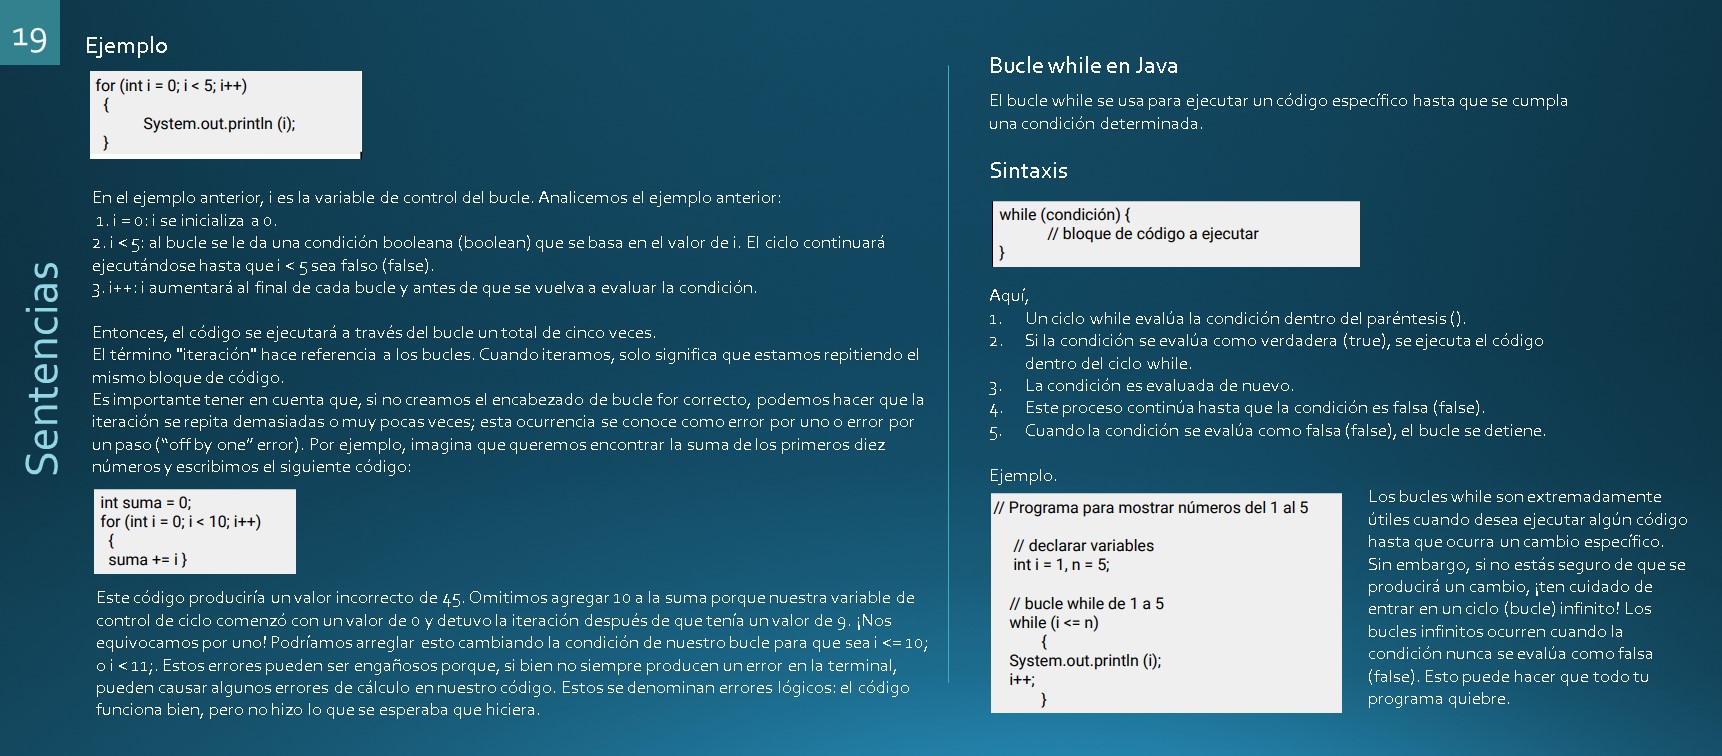 19
Sentencias
Ejemplo
for (int i = 0; i < 5; i++)
{
System.out.println (i);
}
En el ejemplo anterior, i es la variable de control del bucle. Analicemos el ejemplo anterior:
1. i = 0: i se inicializa a 0.
2. i < 5: al bucle se le da una condición booleana (boolean) que se basa en el valor de i. El ciclo continuará
ejecutándose hasta que i < 5 sea falso (false).
3. i++: i aumentará al final de cada bucle y antes de que se vuelva a evaluar la condición.
Entonces, el código se ejecutará a través del bucle un total de cinco veces.
El término "iteración" hace referencia a los bucles. Cuando iteramos, solo significa que estamos repitiendo el
mismo bloque de código.
Es importante tener en cuenta que, si no creamos el encabezado de bucle for correcto, podemos hacer que la
iteración se repita demasiadas o muy pocas veces; esta ocurrencia se conoce como error por uno o error por
un paso (“off by one” error). Por ejemplo, imagina que queremos encontrar la suma de los primeros diez
números y escribimos el siguiente código:
int suma = 0;
for (int i = 0; i < 10; i++)
{
suma += i }
Este código produciría un valor incorrecto de 45. Omitimos agregar 10 a la suma porque nuestra variable de
control de ciclo comenzó con un valor de 0 y detuvo la iteración después de que tenía un valor de 9. ¡Nos
equivocamos por uno! Podríamos arreglar esto cambiando la condición de nuestro bucle para que sea i <= 10;
o i < 11;. Estos errores pueden ser engañosos porque, si bien no siempre producen un error en la terminal,
pueden causar algunos errores de cálculo en nuestro código. Estos se denominan errores lógicos: el código
funciona bien, pero no hizo lo que se esperaba que hiciera.
Bucle while en Java
El bucle while se usa para ejecutar un código específico hasta que se cumpla
una condición determinada.
Sintaxis
while (condición) {
// bloque de código a ejecutar
}
Aquí,
1. Un ciclo while evalúa la condición dentro del paréntesis ().
2. Si la condición se evalúa como verdadera (true), se ejecuta el código
dentro del ciclo while.
3. La condición es evaluada de nuevo.
4. Este proceso continúa hasta que la condición es falsa (false).
5. Cuando la condición se evalúa como falsa (false), el bucle se detiene.
Ejemplo.
// Programa para mostrar números del 1 al 5
// declarar variables
int i = 1, n = 5;
// bucle while de 1 a 5
while (i <= n)
{
System.out.println (i);
i++;
}
Los bucles while son extremadamente
útiles cuando desea ejecutar algún código
hasta que ocurra un cambio específico.
Sin embargo, si no estás seguro de que se
producirá un cambio, ¡ten cuidado de
entrar en un ciclo (bucle) infinito! Los
bucles infinitos ocurren cuando la
condición nunca se evalúa como falsa
(false). Esto puede hacer que todo tu
programa quiebre.